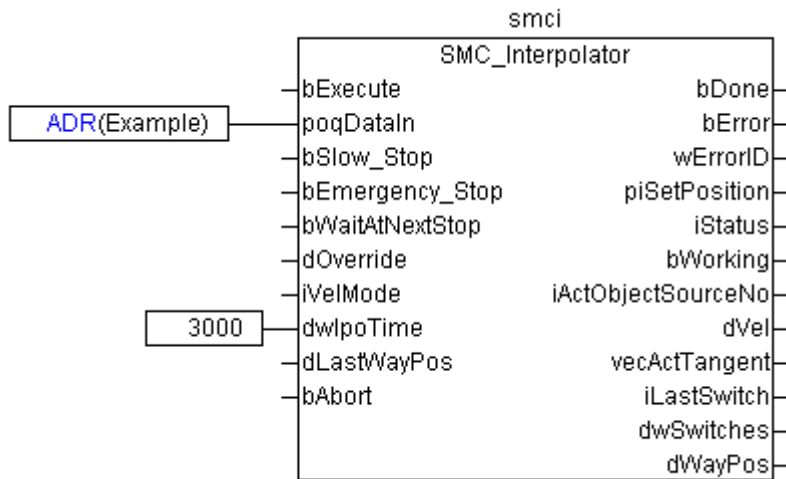 smci
SMC_Interpolator
bExecute bDone
ADR(Example) poqDataIn bError
bSlow_Stop wErrorID
bEmergency_Stop piSetPosition
bWaitAtNextStop iStatus
dOverride bWorking
iVelMode iActObjectSourceNo
3000 dwIpoTime dVel
dLastWayPos vecActTangent
bAbort iLastSwitch
dwSwitches
dWayPos